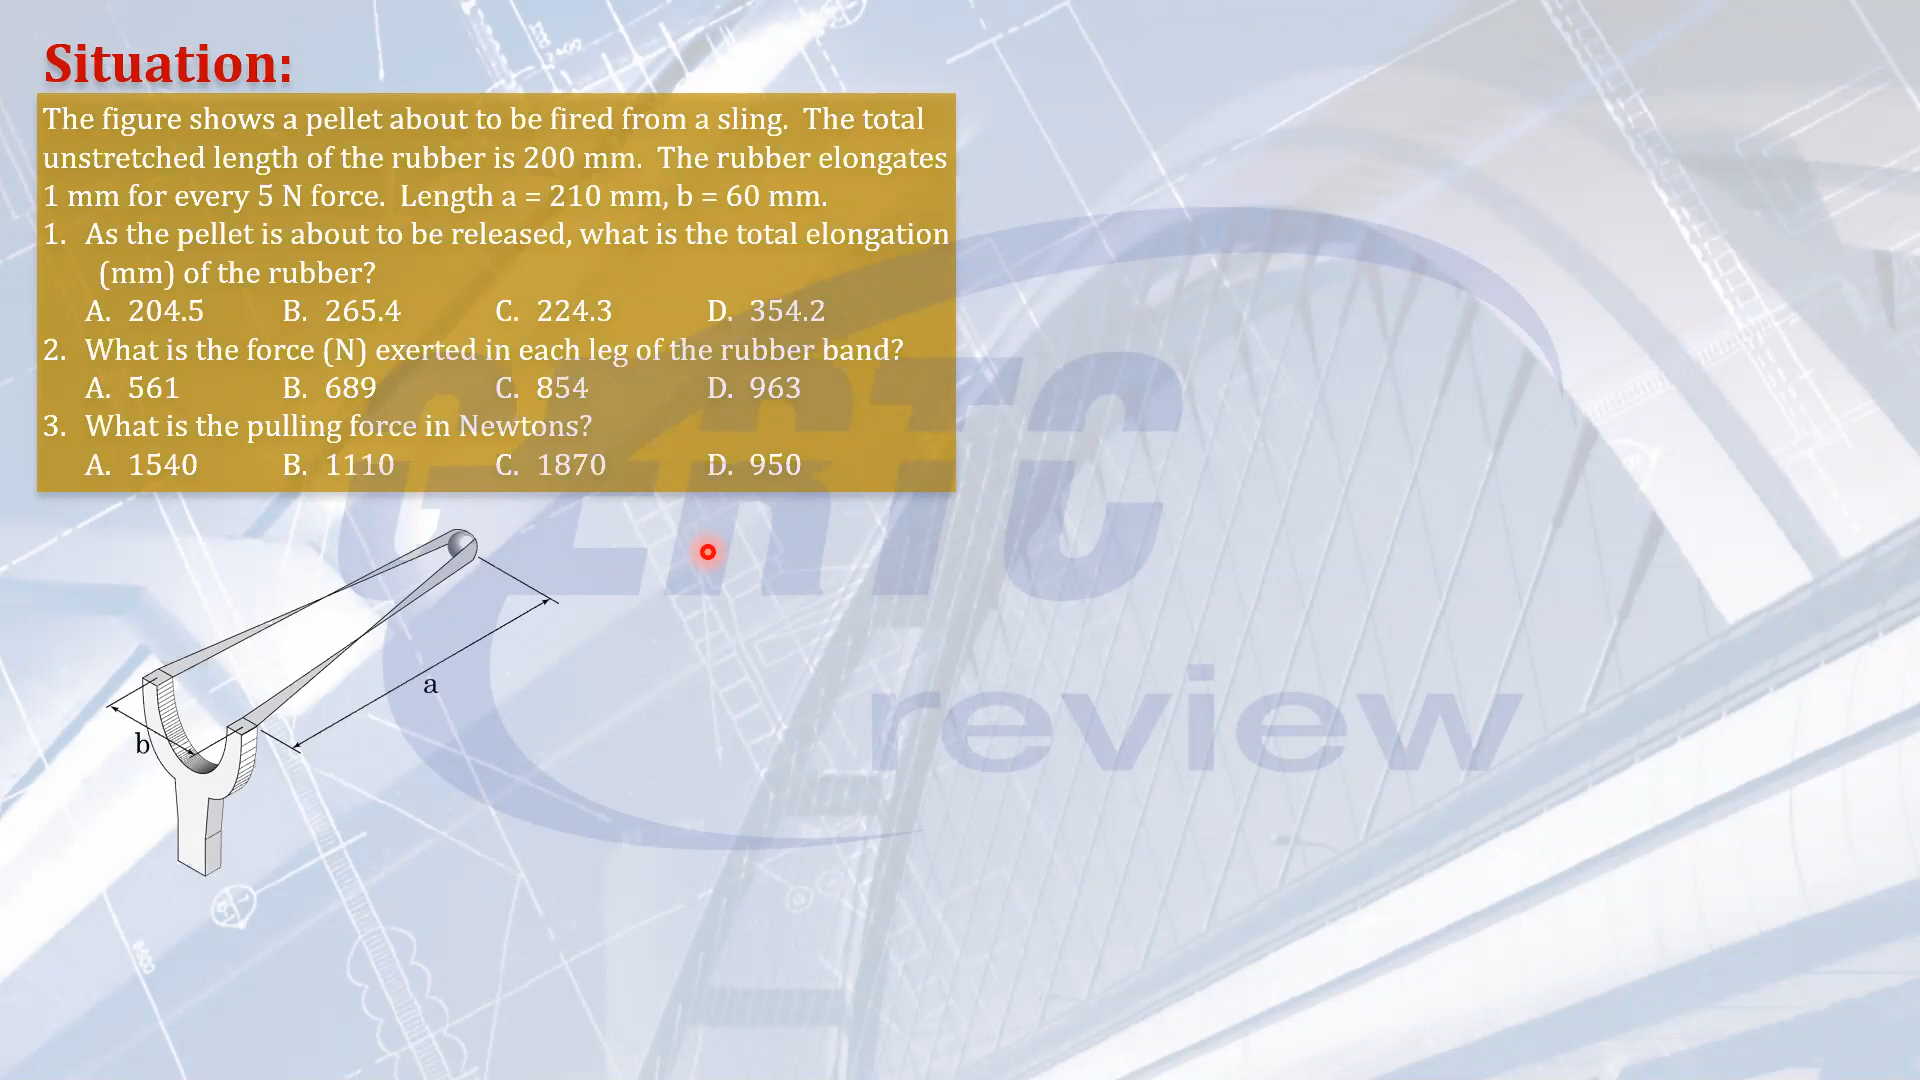 Situation:
The figure shows a pellet about to be fired from a sling.  The total
unstretched length of the rubber is 200 mm.  The rubber elongates
1 mm for every 5 N force.  Length a = 210 mm, b = 60 mm.
1.  As the pellet is about to be released, what is the total elongation
(mm) of the rubber?
A.  204.5    B.  265.4    C.  224.3    D.  354.2
2.  What is the force (N) exerted in each leg of the rubber band?
A.  561    B.  689    C.  854    D.  963
3.  What is the pulling force in Newtons?
A.  1540    B.  1110    C.  1870    D.  950
CERTC
review
a
b